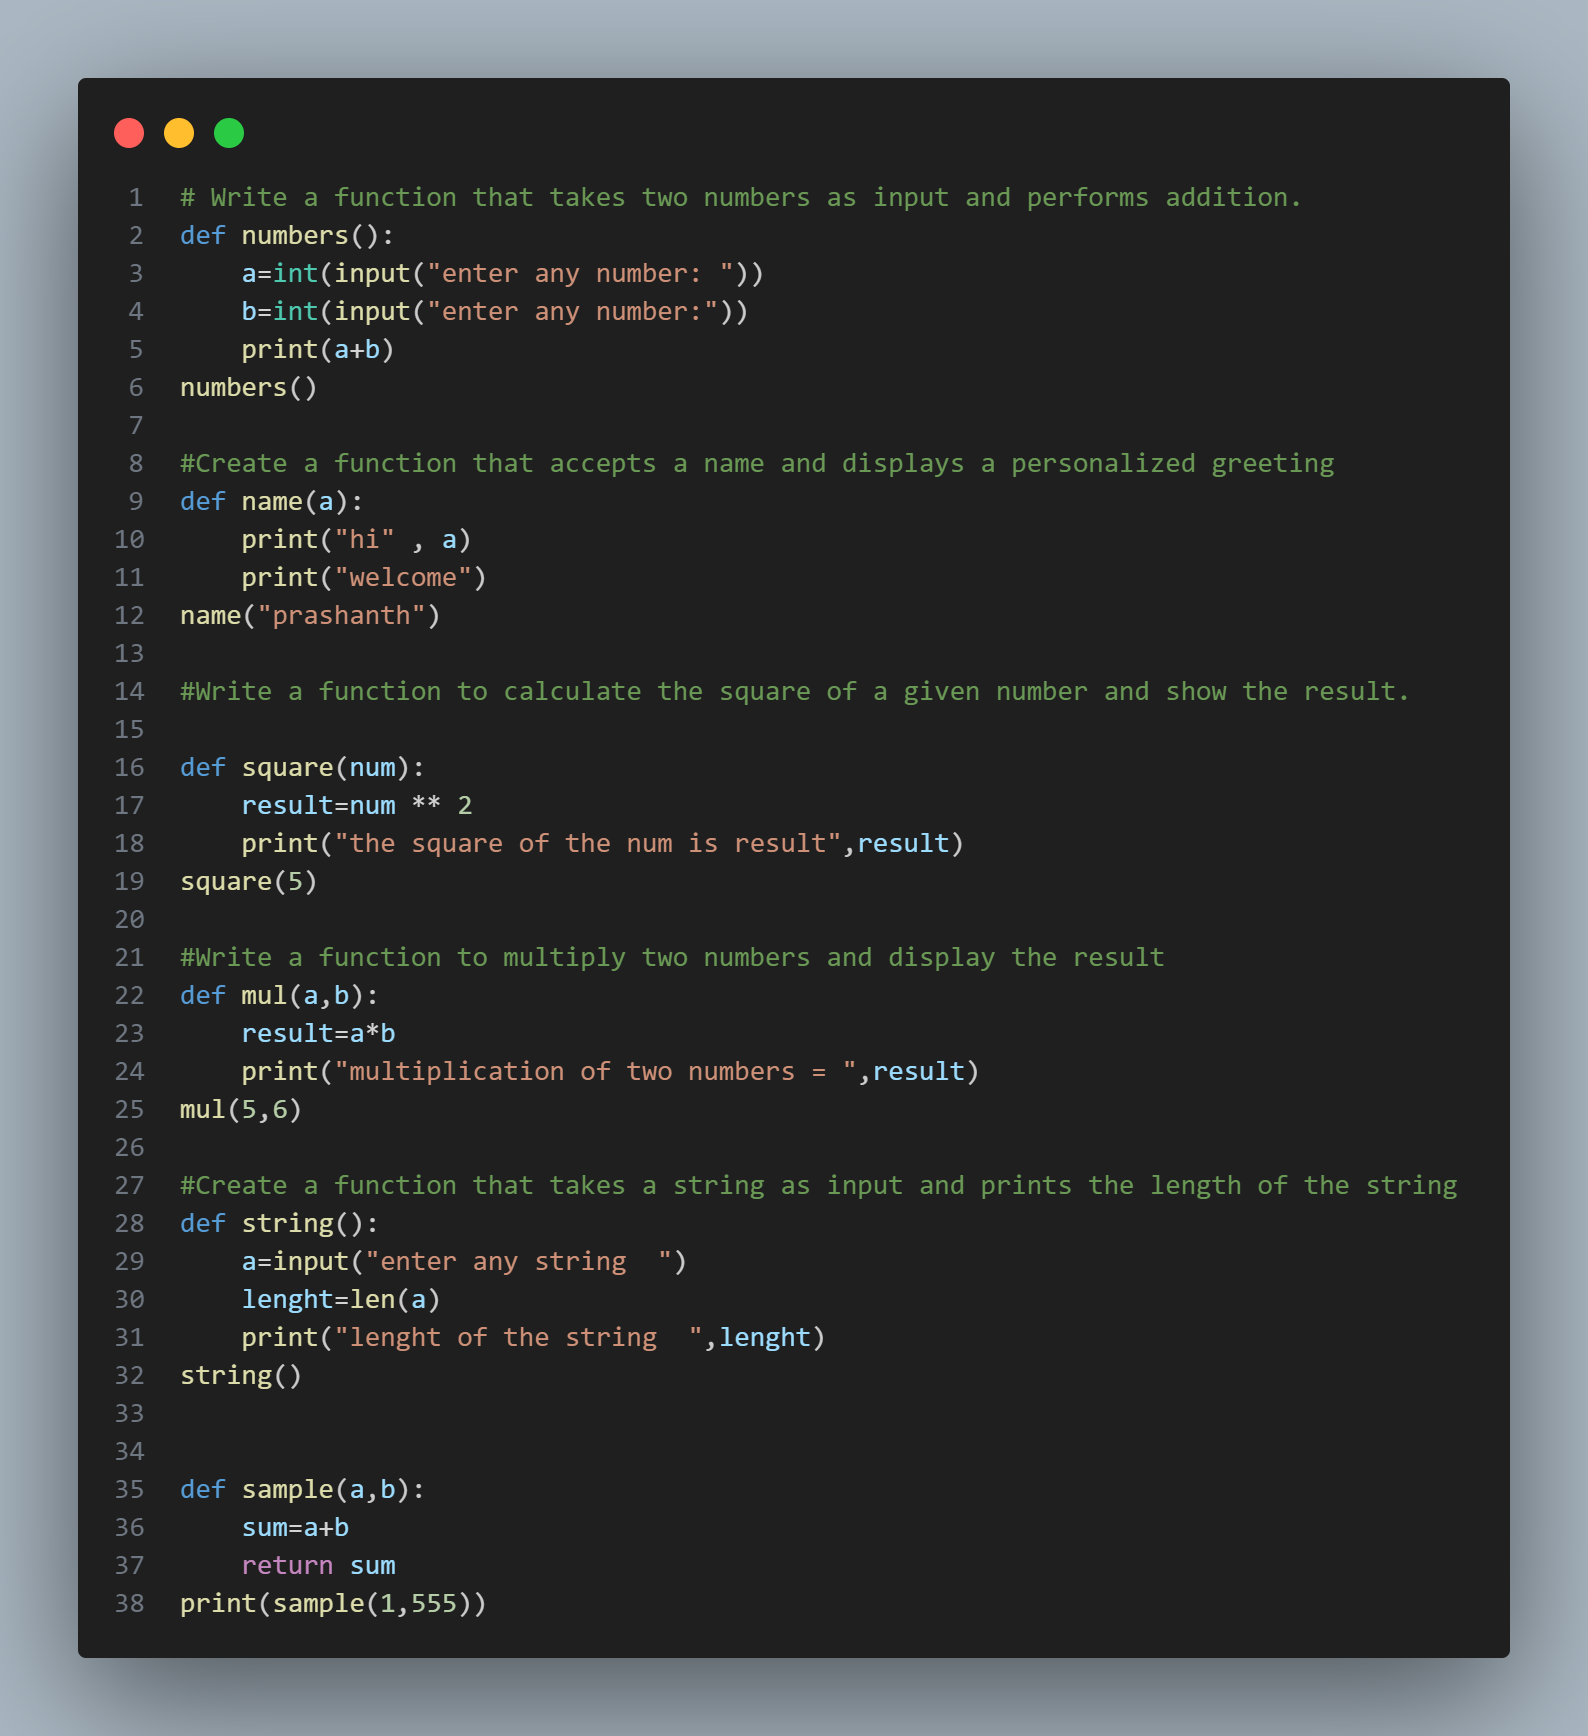 1 # Write a function that takes two numbers as input and performs addition.
2 def numbers():
3     a=int(input("enter any number: "))
4     b=int(input("enter any number:"))
5     print(a+b)
6 numbers()
7
8 #Create a function that accepts a name and displays a personalized greeting
9 def name(a):
10     print("hi" , a)
11     print("welcome")
12 name("prashanth")
13
14 #Write a function to calculate the square of a given number and show the result.
15
16 def square(num):
17     result=num ** 2
18     print("the square of the num is result",result)
19 square(5)
20
21 #Write a function to multiply two numbers and display the result
22 def mul(a,b):
23     result=a*b
24     print("multiplication of two numbers = ",result)
25 mul(5,6)
26
27 #Create a function that takes a string as input and prints the length of the string
28 def string():
29     a=input("enter any string  ")
30     lenght=len(a)
31     print("lenght of the string  ",lenght)
32 string()
33
34
35 def sample(a,b):
36     sum=a+b
37     return sum
38 print(sample(1,555))